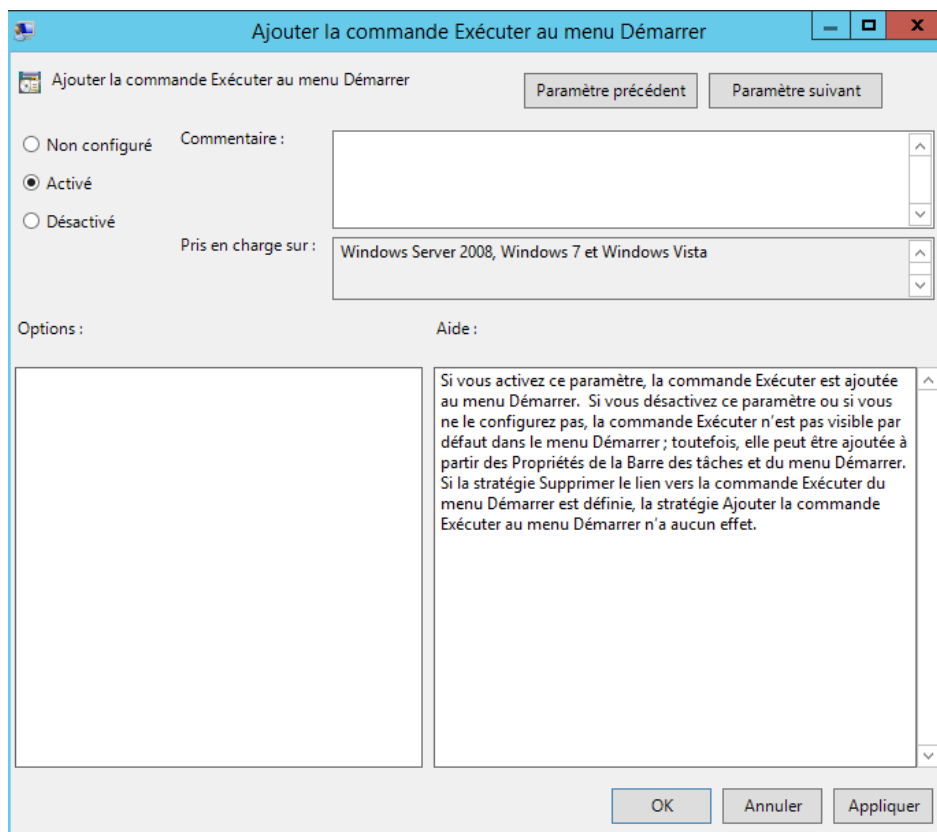 Ajouter la commande Exécuter au menu Démarrer
Ajouter la commande Exécuter au menu Démarrer
Paramètre précédent
Paramètre suivant
Non configuré
Commentaire :
Activé
Désactivé
Pris en charge sur :
Windows Server 2008, Windows 7 et Windows Vista
Options :
Aide :
Si vous activez ce paramètre, la commande Exécuter est ajoutée
au menu Démarrer.  Si vous désactivez ce paramètre ou si vous
ne le configurez pas, la commande Exécuter n’est pas visible par
défaut dans le menu Démarrer ; toutefois, elle peut être ajoutée à
partir des Propriétés de la Barre des tâches et du menu Démarrer.
Si la stratégie Supprimer le lien vers la commande Exécuter du
menu Démarrer est définie, la stratégie Ajouter la commande
Exécuter au menu Démarrer n’a aucun effet.
OK
Annuler
Appliquer